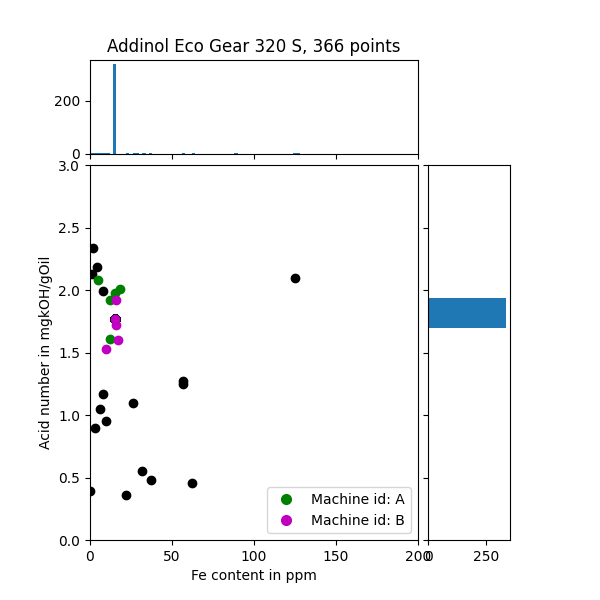 Addinol Eco Gear 320 S, 366 points
200
0
3.0
2.5
2.0
1.5
1.0
0.5
0.0
Acid number in mgkOH/gOil
Machine id: A
Machine id: B
0 50 100 150 200
0 250
Fe content in ppm